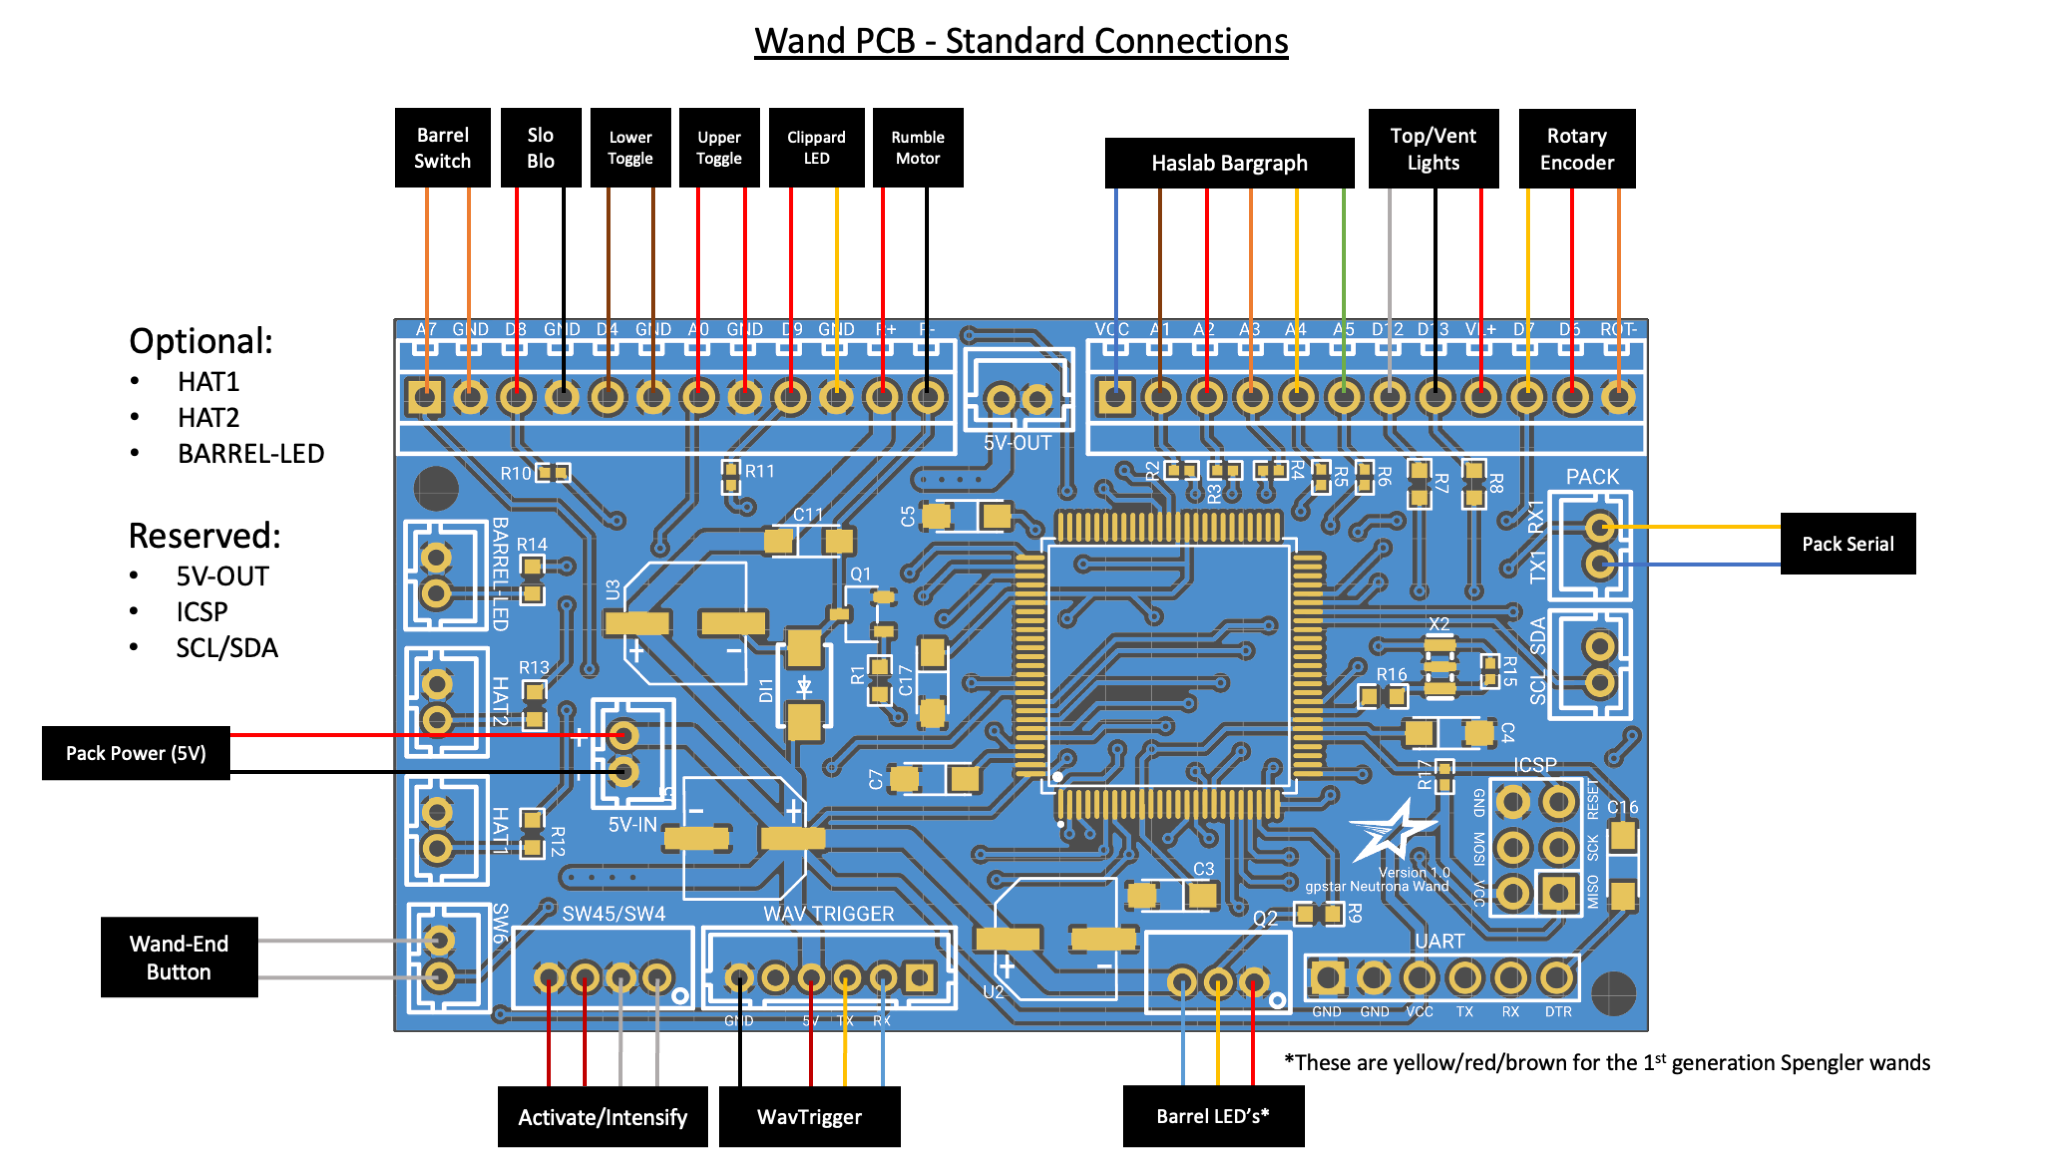 Wand PCB - Standard Connections
Barrel
Switch
Slo
Blo
Lower
Toggle
Upper
Toggle
Clippard
LED
Rumble
Motor
Haslab Bargraph
Top/Vent
Lights
Rotary
Encoder
A7 GND D8 GND D4 GND A0 GND D9 GND R+ R-
VCC A1 A2 A3 A4 A5 D12 D13 VL+ D7 D6 ROT-
Optional:
• HAT1
• HAT2
• BARREL-LED
Reserved:
• 5V-OUT
• ICSP
• SCL/SDA
5V-OUT
R10
R11
R2
R3
R4
R5
R6
R7
R8
PACK
RX1
TX1
Pack Serial
C11
C5
BARREL-LED
R14
U3
Q1
+ -
DI1
R1
C17
X2
R16
R15
SDA
SCL
HAT2
R13
Pack Power (5V)
+
-
5V-IN
- +
C7
C4
R17
ICSP
GND
RESET
MOSI
SCK
VCC
MISO
C16
HAT1
R12
Version 1.0
gpstar Neutrona Wand
C3
Q2
R9
SW6
Wand-End
Button
SW45/SW4
WAV TRIGGER
GND 5V TX RX
+ -
U2
UART
GND GND VCC TX RX DTR
*These are yellow/red/brown for the 1st generation Spengler wands
Activate/Intensify
WavTrigger
Barrel LED's*